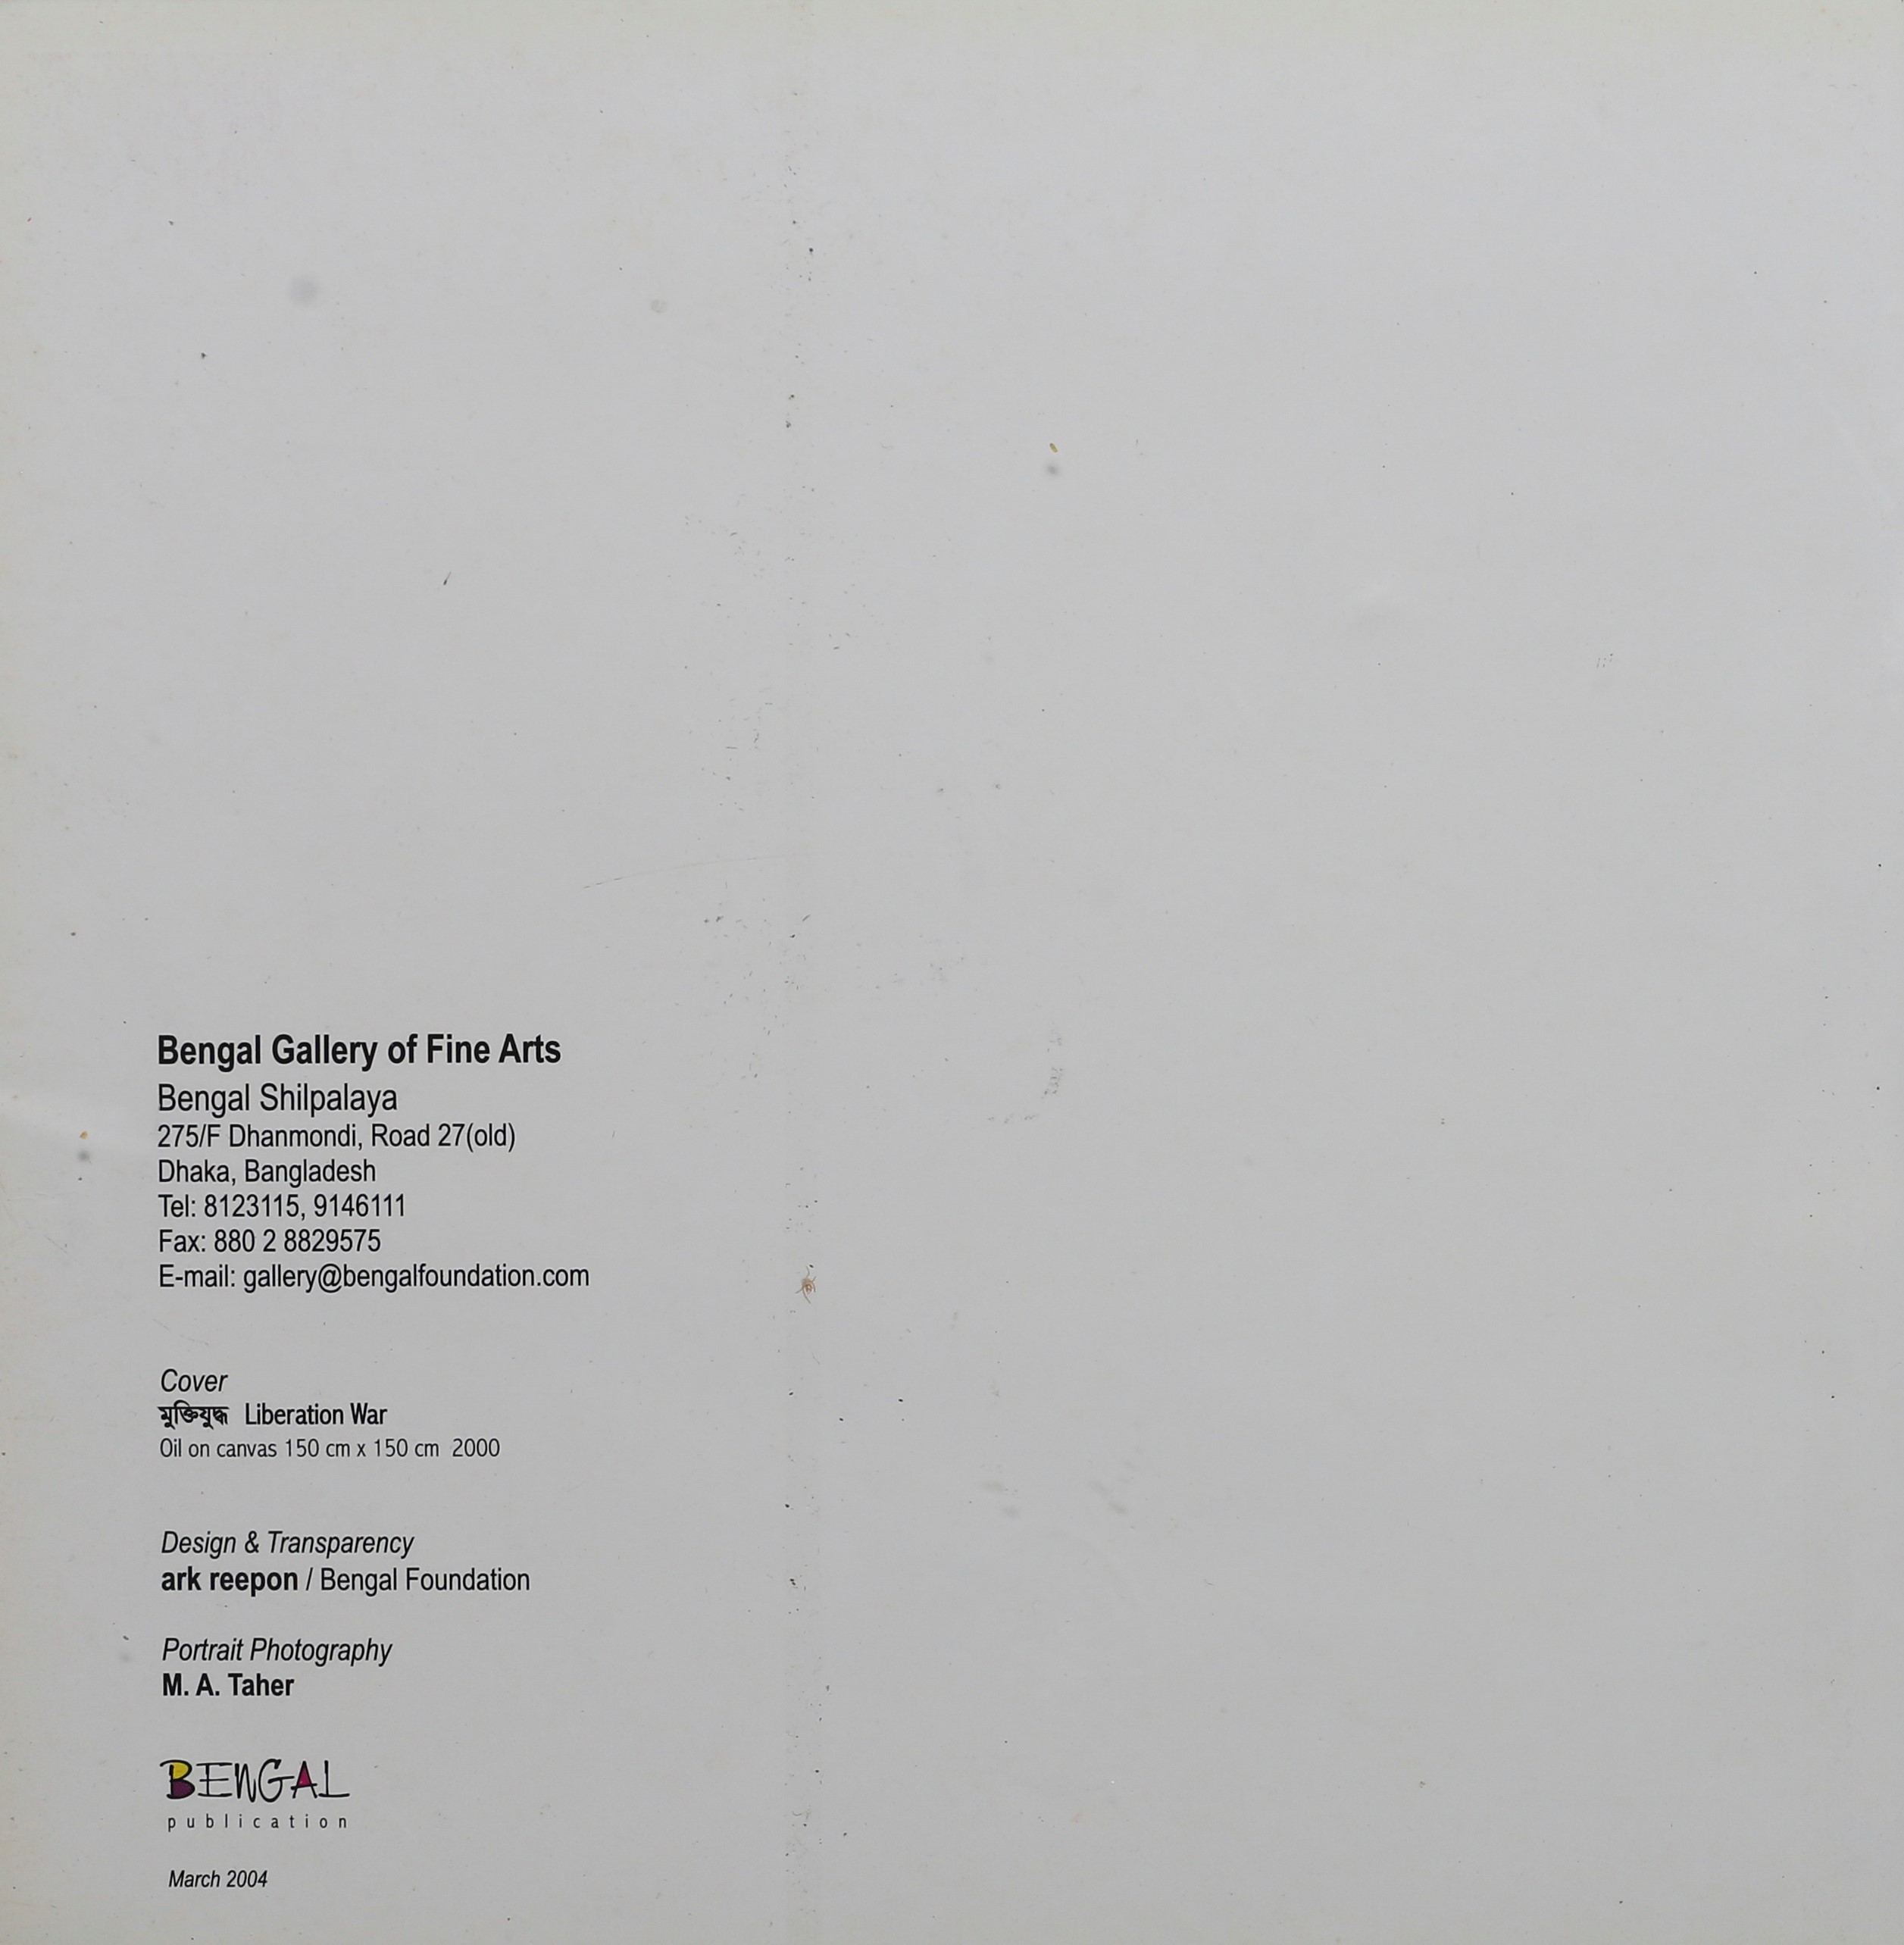 Bengal Gallery of Fine Arts
Bengal Shilpalaya
275/F Dhanmondi, Road 27(old)
Dhaka, Bangladesh
Tel: 8123115, 9146111
Fax: 880 2 8829575
E-mail: gallery@bengalfoundation.com
Cover
মুক্তিযুদ্ধ Liberation War
Oil on canvas 150 cm x 150 cm 2000
Design & Transparency
ark reepon / Bengal Foundation
Portrait Photography
M. A. Taher
BENGAL
publication
March 2004